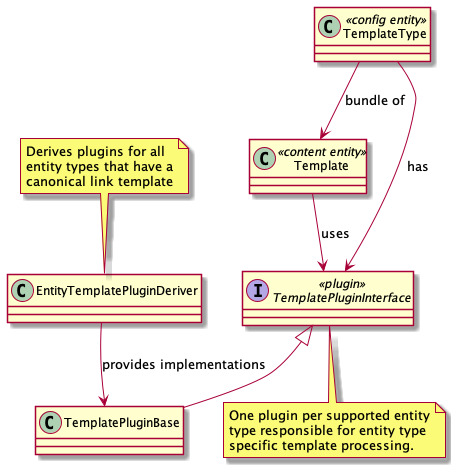 C «config entity»
TemplateType
bundle of
has
C «content entity»
Template
Derives plugins for all
entity types that have a
canonical link template
uses
C EntityTemplatePluginDeriver
I «plugin»
TemplatePluginInterface
provides implementations
C TemplatePluginBase
One plugin per supported entity
type responsible for entity type
specific template processing.